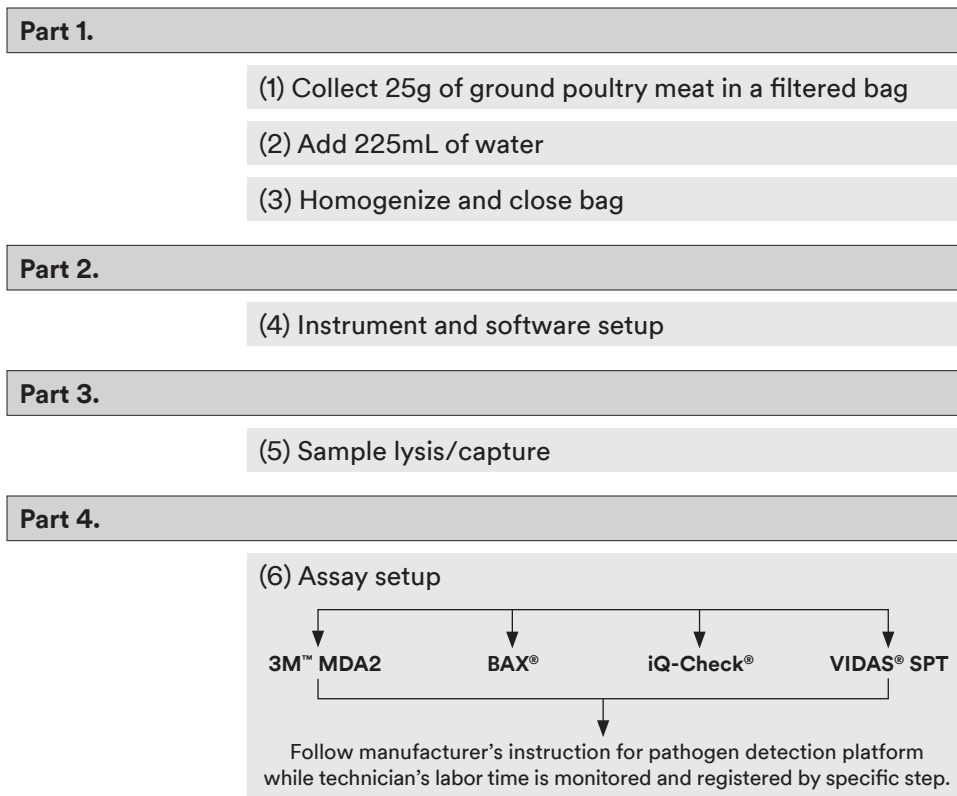 Part 1.
(1) Collect 25g of ground poultry meat in a filtered bag
(2) Add 225mL of water
(3) Homogenize and close bag
Part 2.
(4) Instrument and software setup
Part 3.
(5) Sample lysis/capture
Part 4.
(6) Assay setup
3M™ MDA2 BAX® iQ-Check® VIDAS® SPT
Follow manufacturer's instruction for pathogen detection platform
while technician's labor time is monitored and registered by specific step.